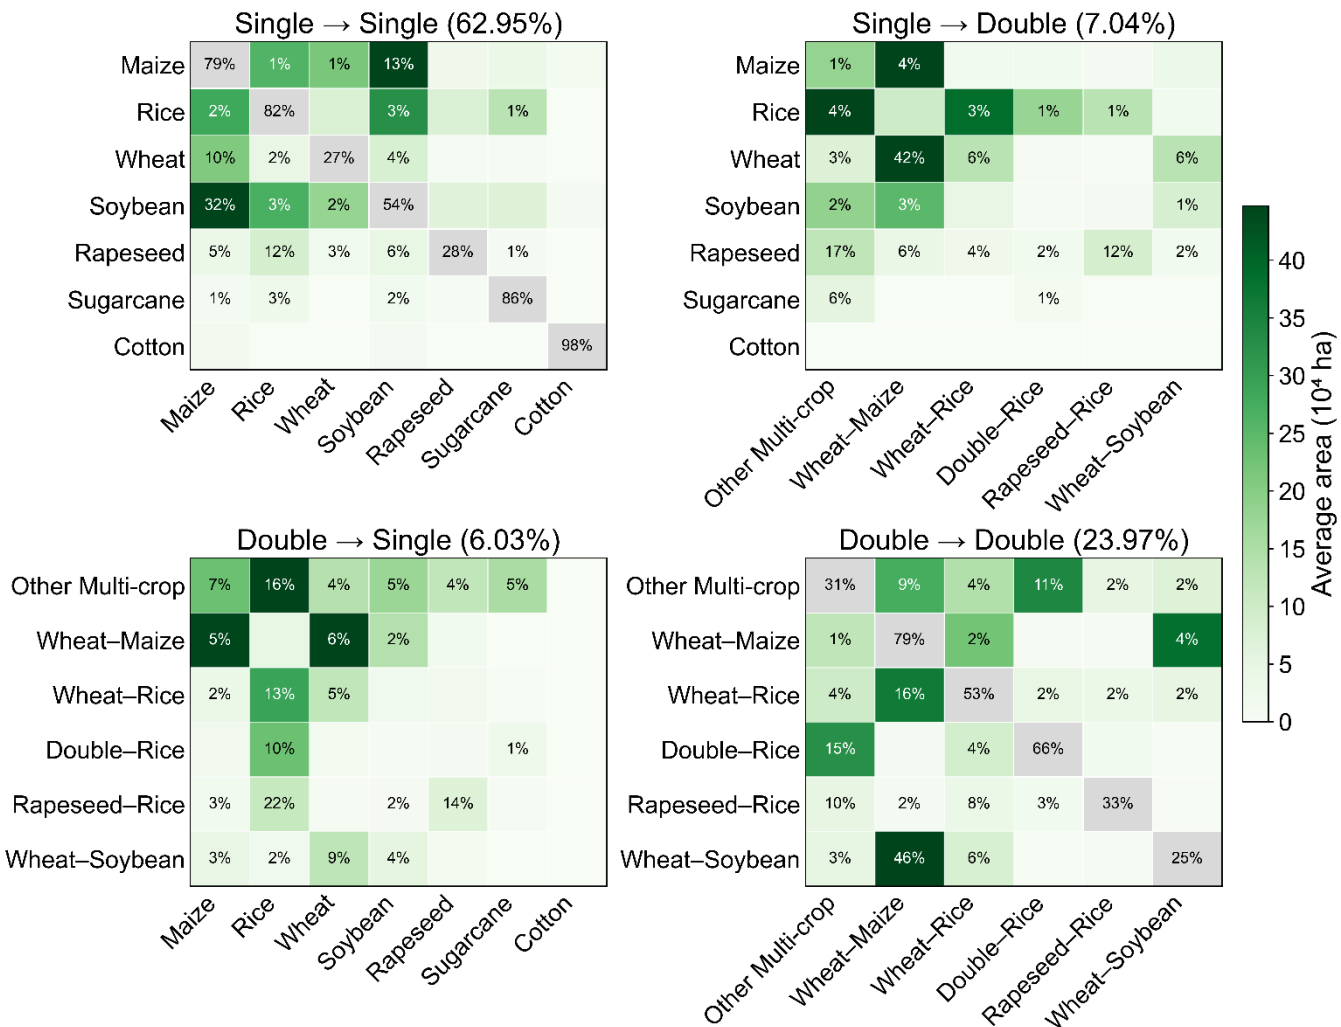 Single → Single (62.95%)
Maize 79% 1% 1% 13%
Rice 2% 82% 3% 1%
Wheat 10% 2% 27% 4%
Soybean 32% 3% 2% 54%
Rapeseed 5% 12% 3% 6% 28% 1%
Sugarcane 1% 3% 2% 86%
Cotton 98%
Maize Rice Wheat Soybean Rapeseed Sugarcane Cotton
Single → Double (7.04%)
Maize 1% 4%
Rice 4% 3% 1% 1%
Wheat 3% 42% 6% 6%
Soybean 2% 3% 1%
Rapeseed 17% 6% 4% 2% 12% 2%
Sugarcane 6% 1%
Cotton
Other Multi-crop Wheat–Maize Wheat–Rice Double–Rice Rapeseed–Rice Wheat–Soybean
Double → Single (6.03%)
Other Multi-crop 7% 16% 4% 5% 4% 5%
Wheat–Maize 5% 6% 2%
Wheat–Rice 2% 13% 5%
Double–Rice 10% 1%
Rapeseed–Rice 3% 22% 2% 14%
Wheat–Soybean 3% 2% 9% 4%
Maize Rice Wheat Soybean Rapeseed Sugarcane Cotton
Double → Double (23.97%)
Other Multi-crop 31% 9% 4% 11% 2% 2%
Wheat–Maize 1% 79% 2% 4%
Wheat–Rice 4% 16% 53% 2% 2% 2%
Double–Rice 15% 4% 66%
Rapeseed–Rice 10% 2% 8% 3% 33%
Wheat–Soybean 3% 46% 6% 25%
Other Multi-crop Wheat–Maize Wheat–Rice Double–Rice Rapeseed–Rice Wheat–Soybean
40
35
30
25
20
15
10
5
0
Average area (10⁴ ha)